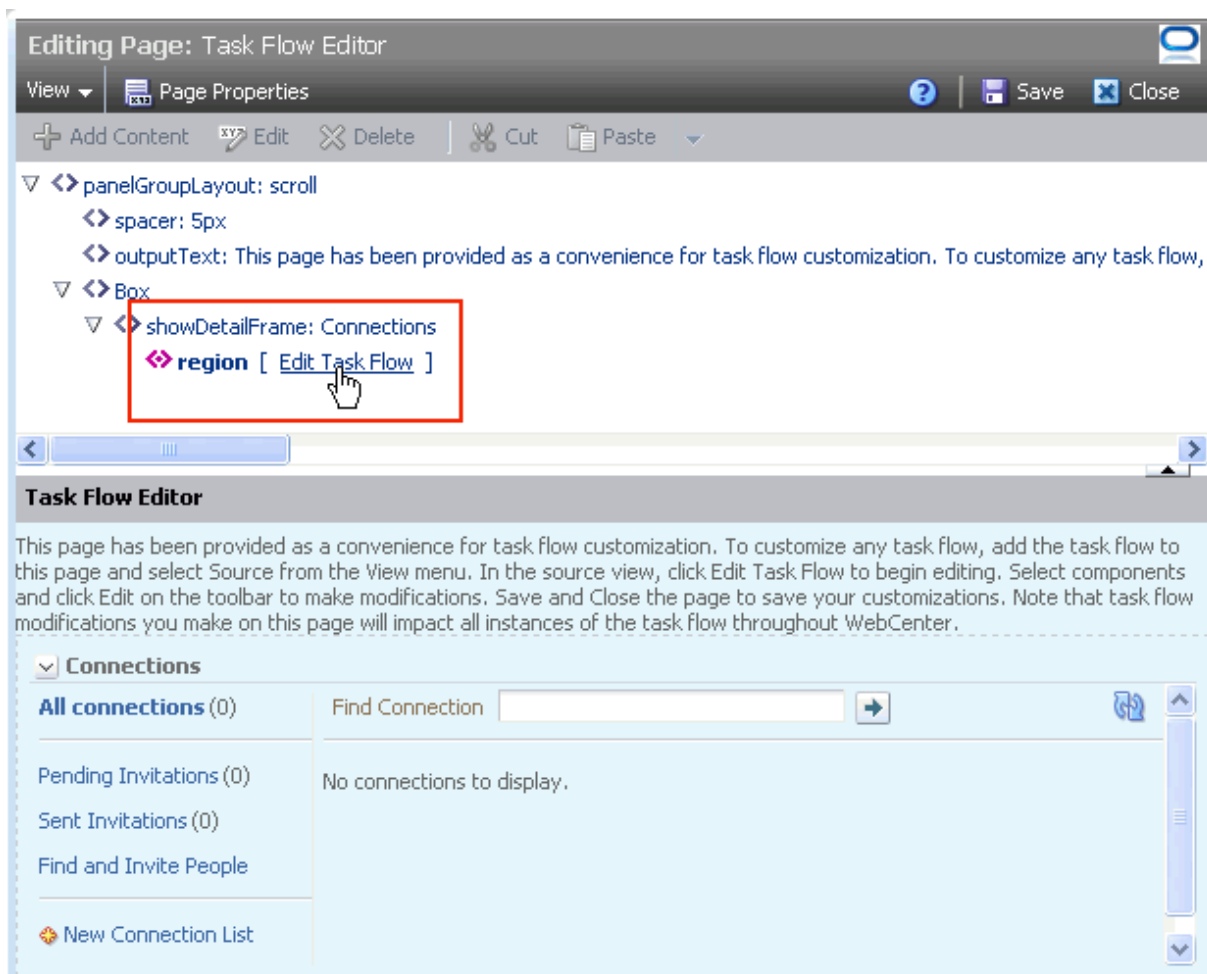 Editing Page: Task Flow Editor
View Page Properties Save Close
Add Content Edit Delete Cut Paste
panelGroupLayout: scroll
spacer: 5px
outputText: This page has been provided as a convenience for task flow customization. To customize any task flow,
Box
showDetailFrame: Connections
region [ Edit Task Flow ]
Task Flow Editor
This page has been provided as a convenience for task flow customization. To customize any task flow, add the task flow to
this page and select Source from the View menu. In the source view, click Edit Task Flow to begin editing. Select components
and click Edit on the toolbar to make modifications. Save and Close the page to save your customizations. Note that task flow
modifications you make on this page will impact all instances of the task flow throughout WebCenter.
Connections
All connections (0) Find Connection
Pending Invitations (0)
No connections to display.
Sent Invitations (0)
Find and Invite People
New Connection List